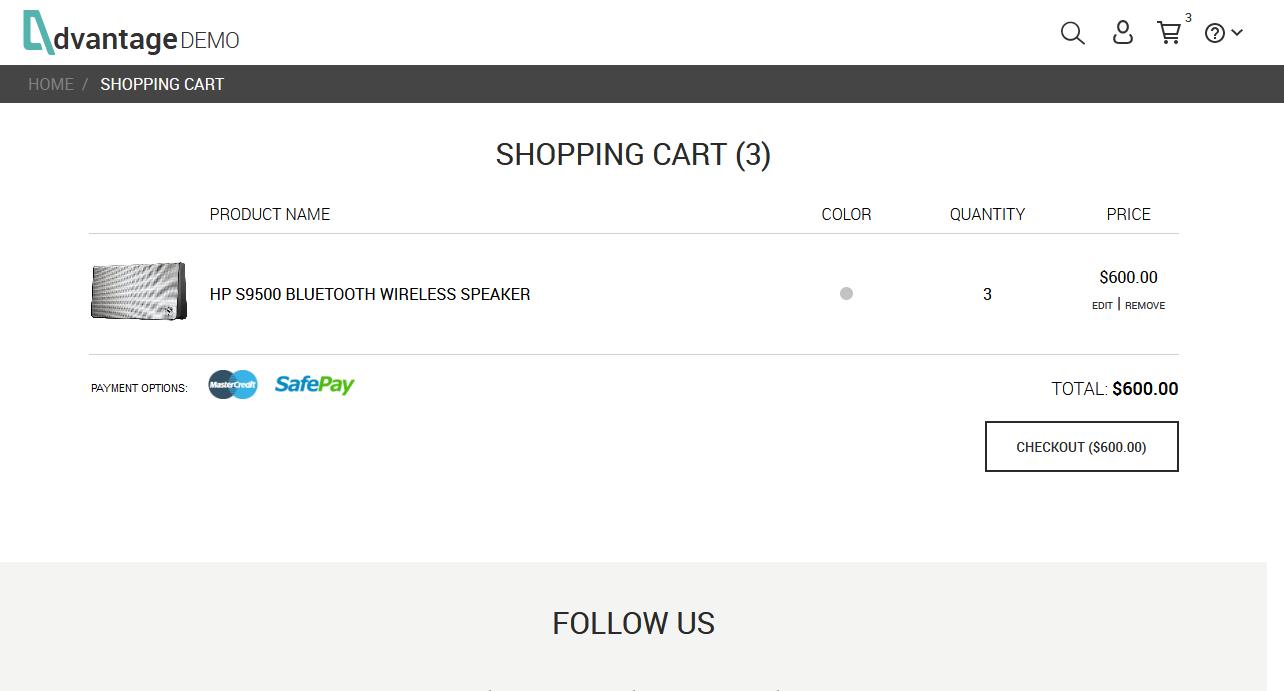 dvantage DEMO
3
HOME / SHOPPING CART
SHOPPING CART (3)
PRODUCT NAME COLOR QUANTITY PRICE
HP S9500 BLUETOOTH WIRELESS SPEAKER 3 $600.00
EDIT | REMOVE
PAYMENT OPTIONS: MasterCredit SafePay TOTAL: $600.00
CHECKOUT ($600.00)
FOLLOW US